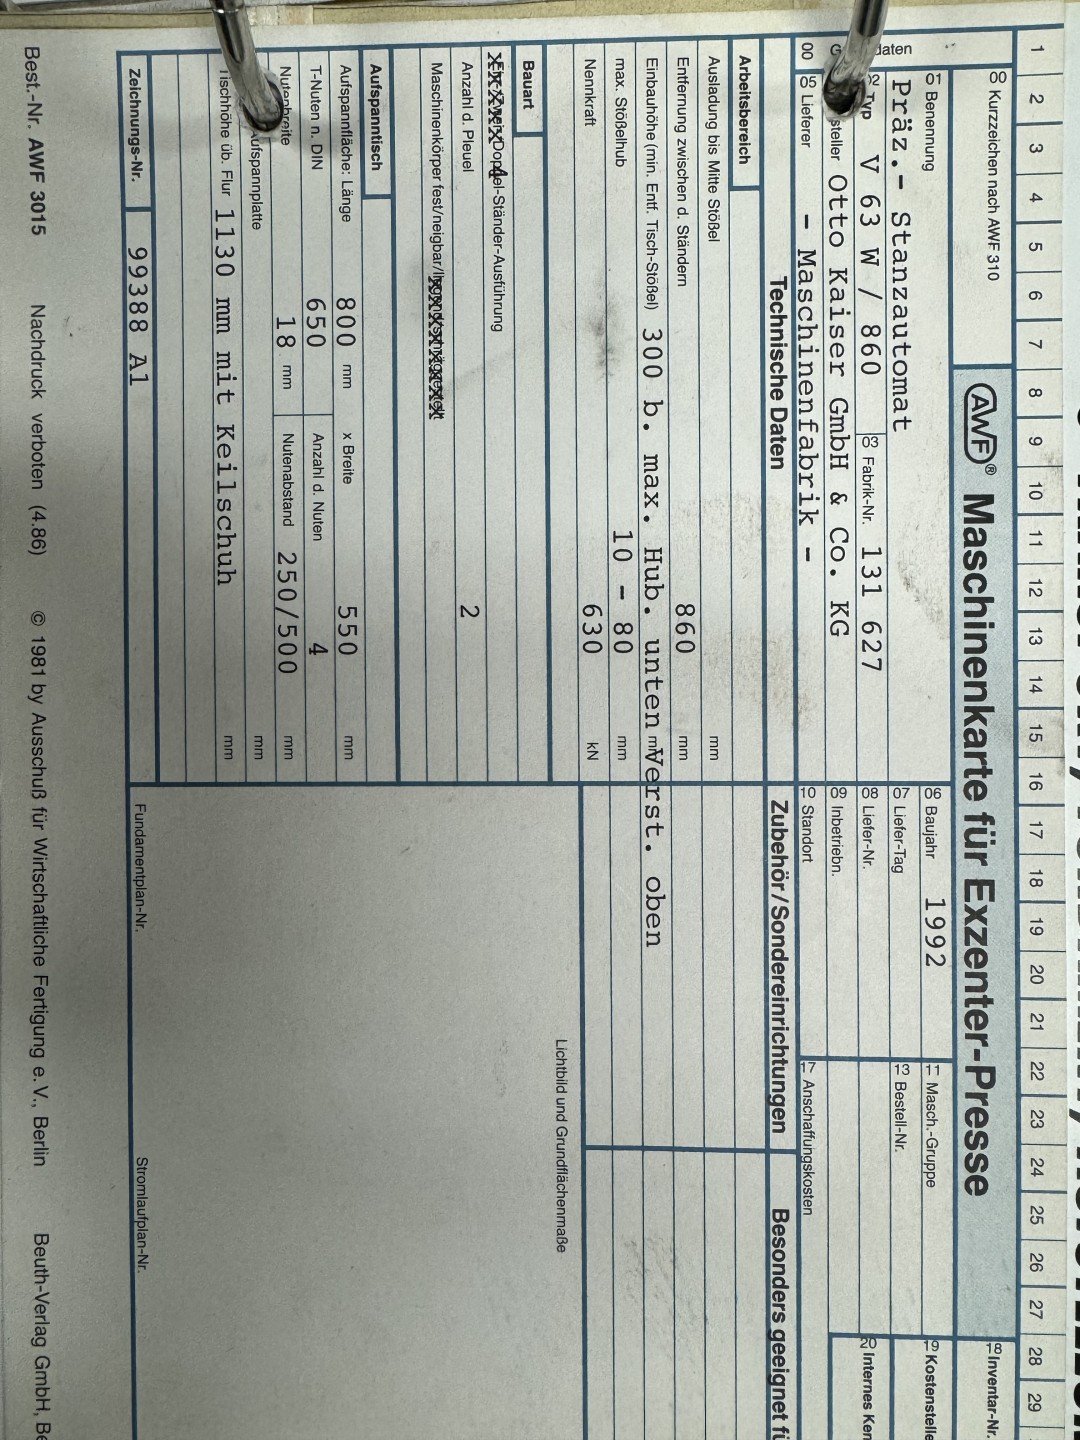 1 2 3 4 5 6 7 8 9 10 11 12 13 14 15 16 17 18 19 20 21 22 23 24 25 26 27 28 29
00 Kurzzeichen nach AWF 310
AWF® Maschinenkarte für Exzenter-Presse
18 Inventar-Nr.
01 Benennung
Präz.- Stanzautomat
06 Baujahr 1992
11 Masch.-Gruppe
19 Kostenstelle
07 Liefer-Tag
13 Bestell-Nr.
02 Typ V 63 W / 860
03 Fabrik-Nr. 131 627
08 Liefer-Nr.
20 Internes Ken
Otto Kaiser GmbH & Co. KG
09 Inbetriebn.
00
05 Lieferer - Maschinenfabrik -
10 Standort
17 Anschaffungskosten
Technische Daten
Zubehör/Sondereinrichtungen
Besonders geeignet fü
Arbeitsbereich
Ausladung bis Mitte Stößel mm
Entfernung zwischen d. Ständern 860 mm
Einbauhöhe (min. Entf. Tisch-Stößel) 300 b. max. Hub. unten mm Verst. oben
max. Stößelhub 10 - 80 mm
Nennkraft 630 kN
Lichtbild und Grundflächenmaße
Bauart
-Ständer-Ausführung
Anzahl d. Pleuel 2
Maschinenkörper fest/neigbar/
Aufspanntisch
Aufspannfläche: Länge 800 mm x Breite 550 mm
T-Nuten n. DIN 650 Anzahl d. Nuten 4
Nutenbreite 18 mm Nutenabstand 250/500 mm
Aufspannplatte mm
Tischhöhe üb. Flur 1130 mm mit Keilschuh mm
Zeichnungs-Nr. 99388 A1
Fundamentplan-Nr.
Stromlaufplan-Nr.
Best.-Nr. AWF 3015 Nachdruck verboten (4.86) © 1981 by Ausschuß für Wirtschaftliche Fertigung e. V., Berlin Beuth-Verlag GmbH, Be